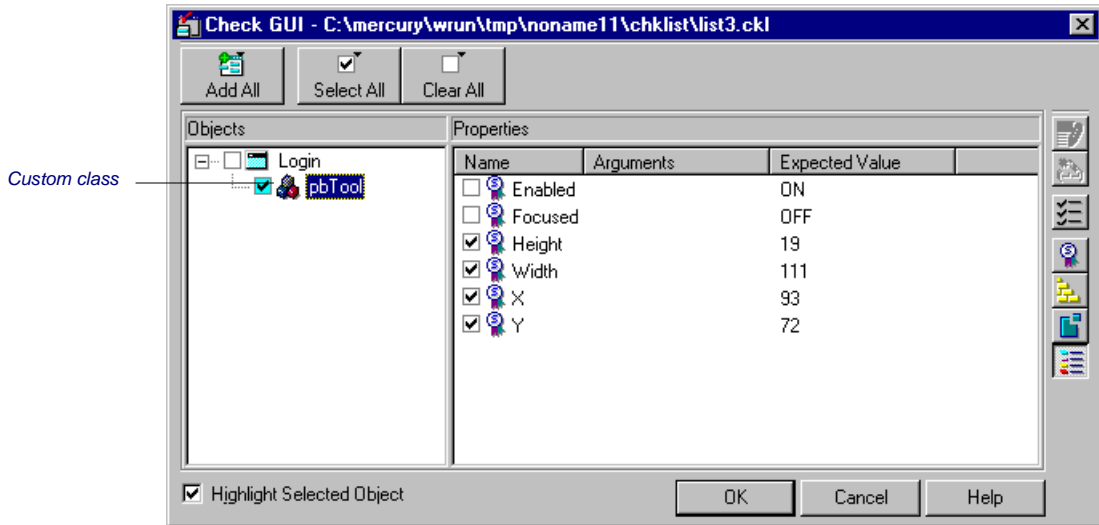 Check GUI - C:\mercury\wrun\tmp\noname11\chklist\list3.ckl
Add All Select All Clear All
Objects Properties
Login
Custom class
pbTool
Name Arguments Expected Value
Enabled ON
Focused OFF
Height 19
Width 111
X 93
Y 72
Highlight Selected Object
OK Cancel Help